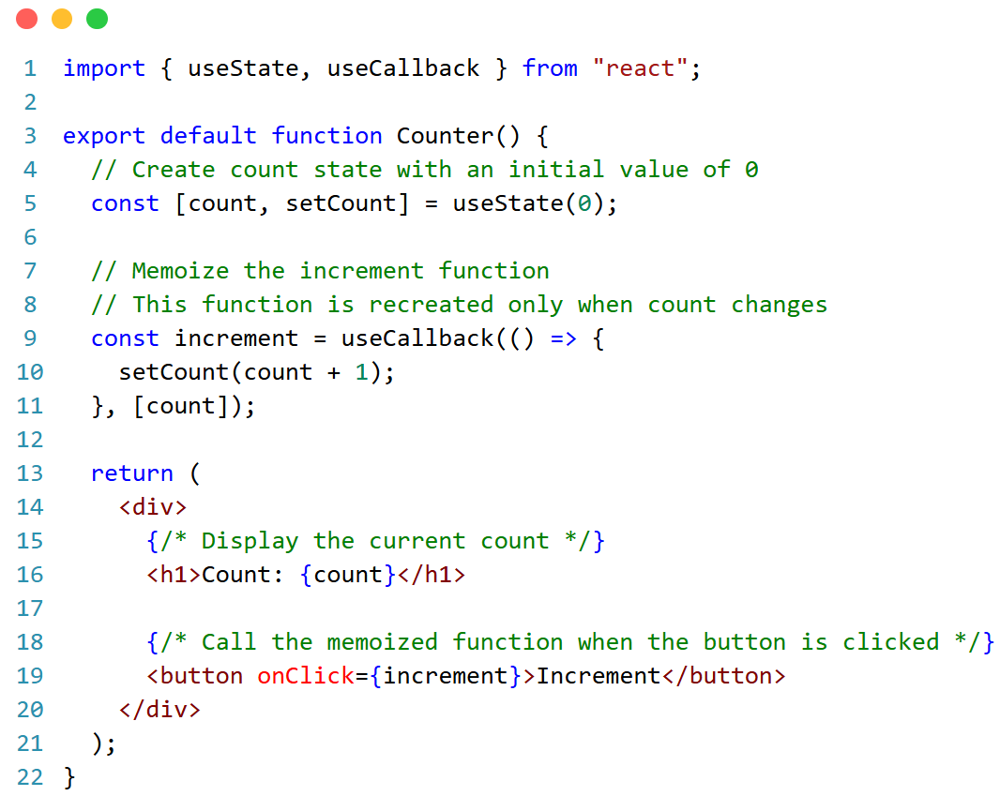 1 import { useState, useCallback } from "react";
2
3 export default function Counter() {
4   // Create count state with an initial value of 0
5   const [count, setCount] = useState(0);
6
7   // Memoize the increment function
8   // This function is recreated only when count changes
9   const increment = useCallback(() => {
10     setCount(count + 1);
11   }, [count]);
12
13   return (
14     <div>
15       {/* Display the current count */}
16       <h1>Count: {count}</h1>
17
18       {/* Call the memoized function when the button is clicked */}
19       <button onClick={increment}>Increment</button>
20     </div>
21   );
22 }